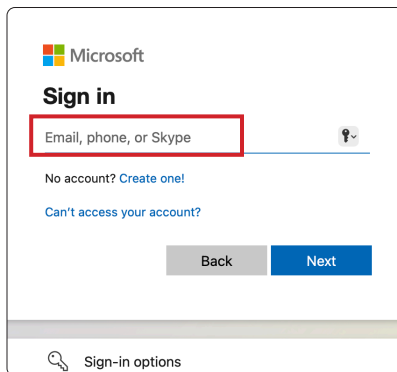 Microsoft
Sign in
Email, phone, or Skype
No account? Create one!
Can't access your account?
Back
Next
Sign-in options